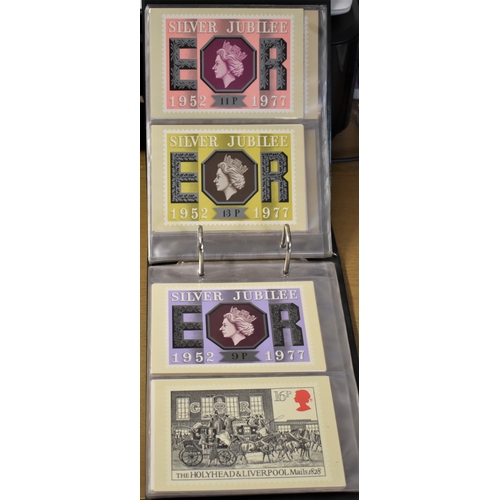 SILVER JUBILEE
E R
1952 11P 1977
SILVER JUBILEE
E R
1952 13P 1977
SILVER JUBILEE
E R
1952 9P 1977
16P
G R
THE HOLYHEAD & LIVERPOOL Mails: 1828